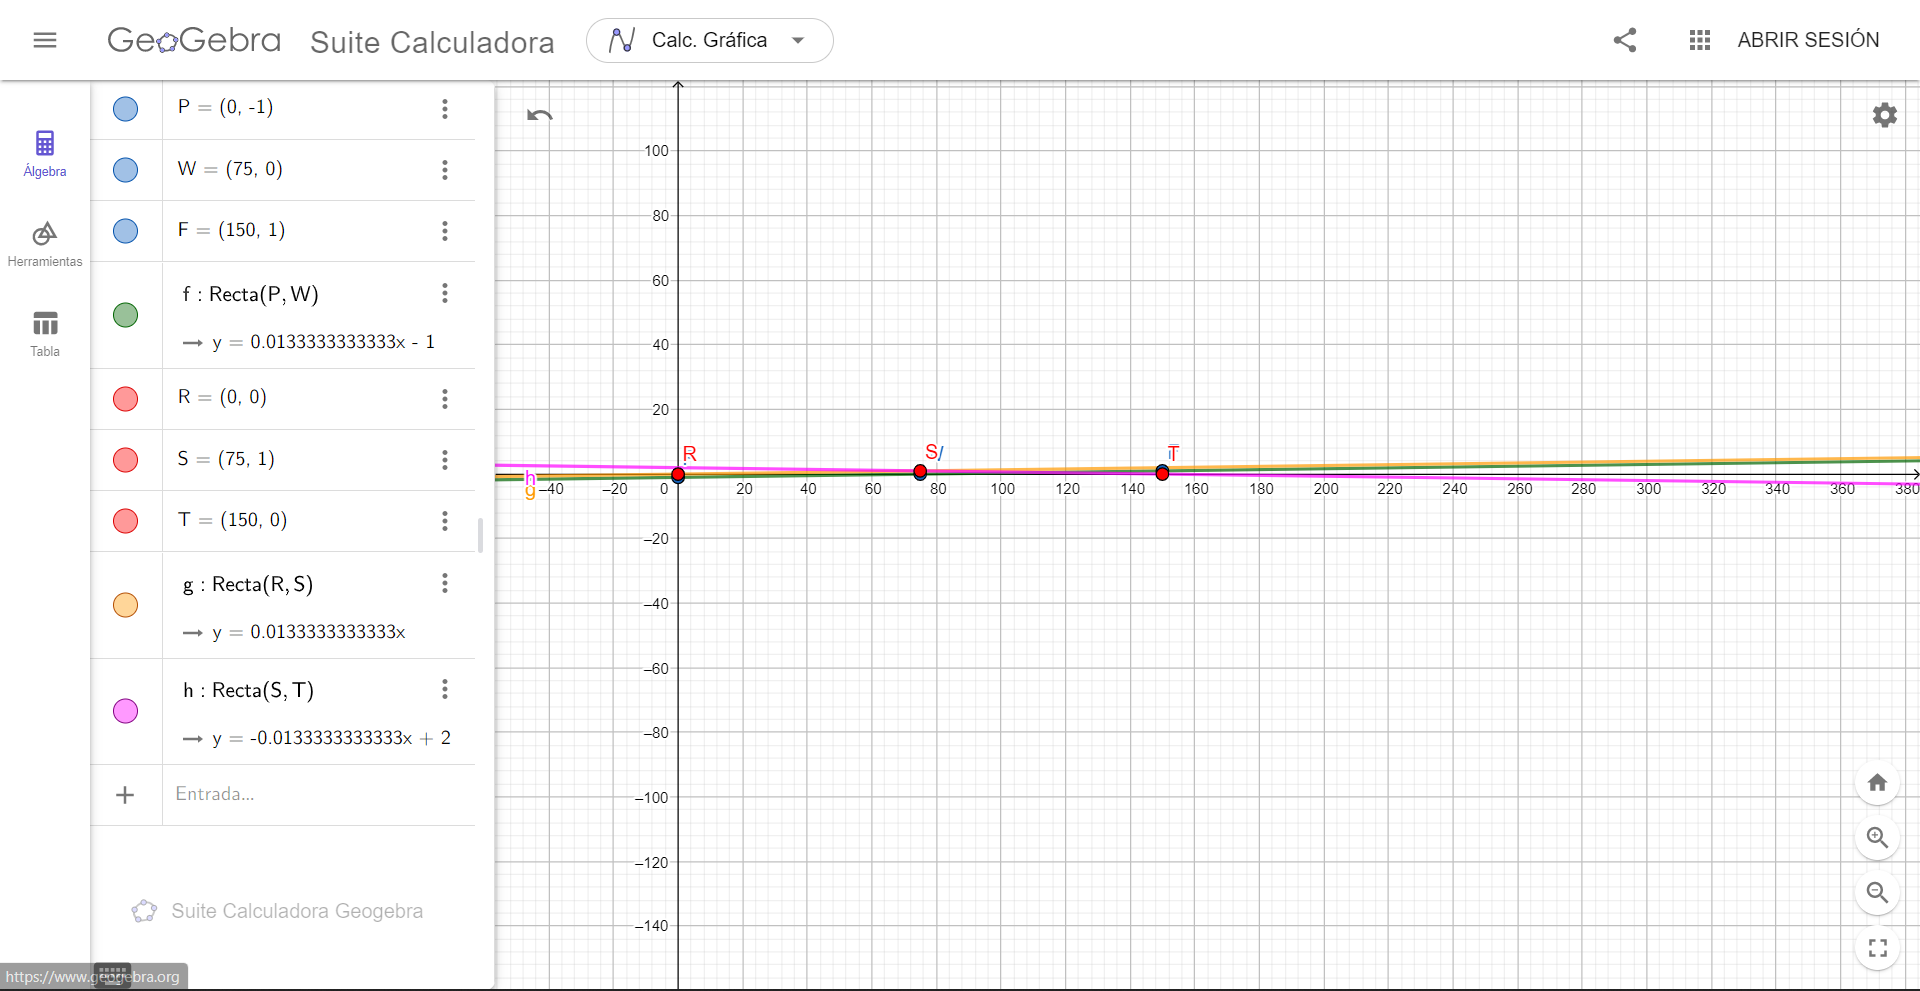 GeoGebra Suite Calculadora Calc. Gráfica ABRIR SESIÓN
Álgebra
Herramientas
Tabla
P = (0, -1)
W = (75, 0)
F = (150, 1)
f : Recta(P, W)
→ y = 0.0133333333333x - 1
R = (0, 0)
S = (75, 1)
T = (150, 0)
g : Recta(R, S)
→ y = 0.0133333333333x
h : Recta(S, T)
→ y = -0.0133333333333x + 2
+ Entrada...
Suite Calculadora Geogebra
https://www.geogebra.org
100
80
60
40
20
R S T
h
g
–40 –20 0 20 40 60 80 100 120 140 160 180 200 220 240 260 280 300 320 340 360 380
–20
–40
–60
–80
–100
–120
–140